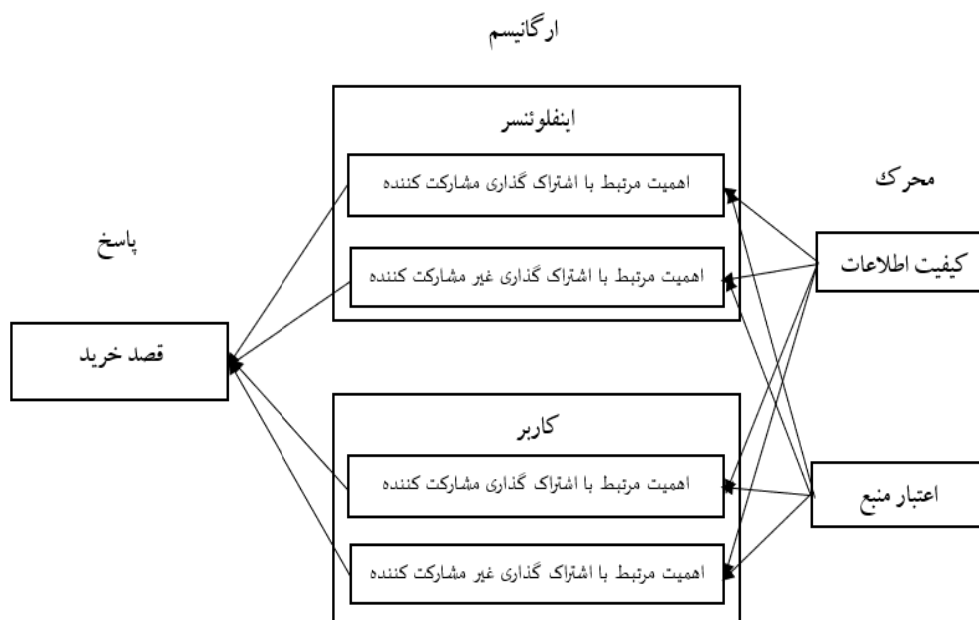 ارگانیسم
محرک
کیفیت اطلاعات
اعتبار منبع
اینفلوئنسر
اهمیت مرتبط با اشتراک گذاری مشارکت کننده
اهمیت مرتبط با اشتراک گذاری غیر مشارکت کننده
کاربر
اهمیت مرتبط با اشتراک گذاری مشارکت کننده
اهمیت مرتبط با اشتراک گذاری غیر مشارکت کننده
پاسخ
قصد خرید